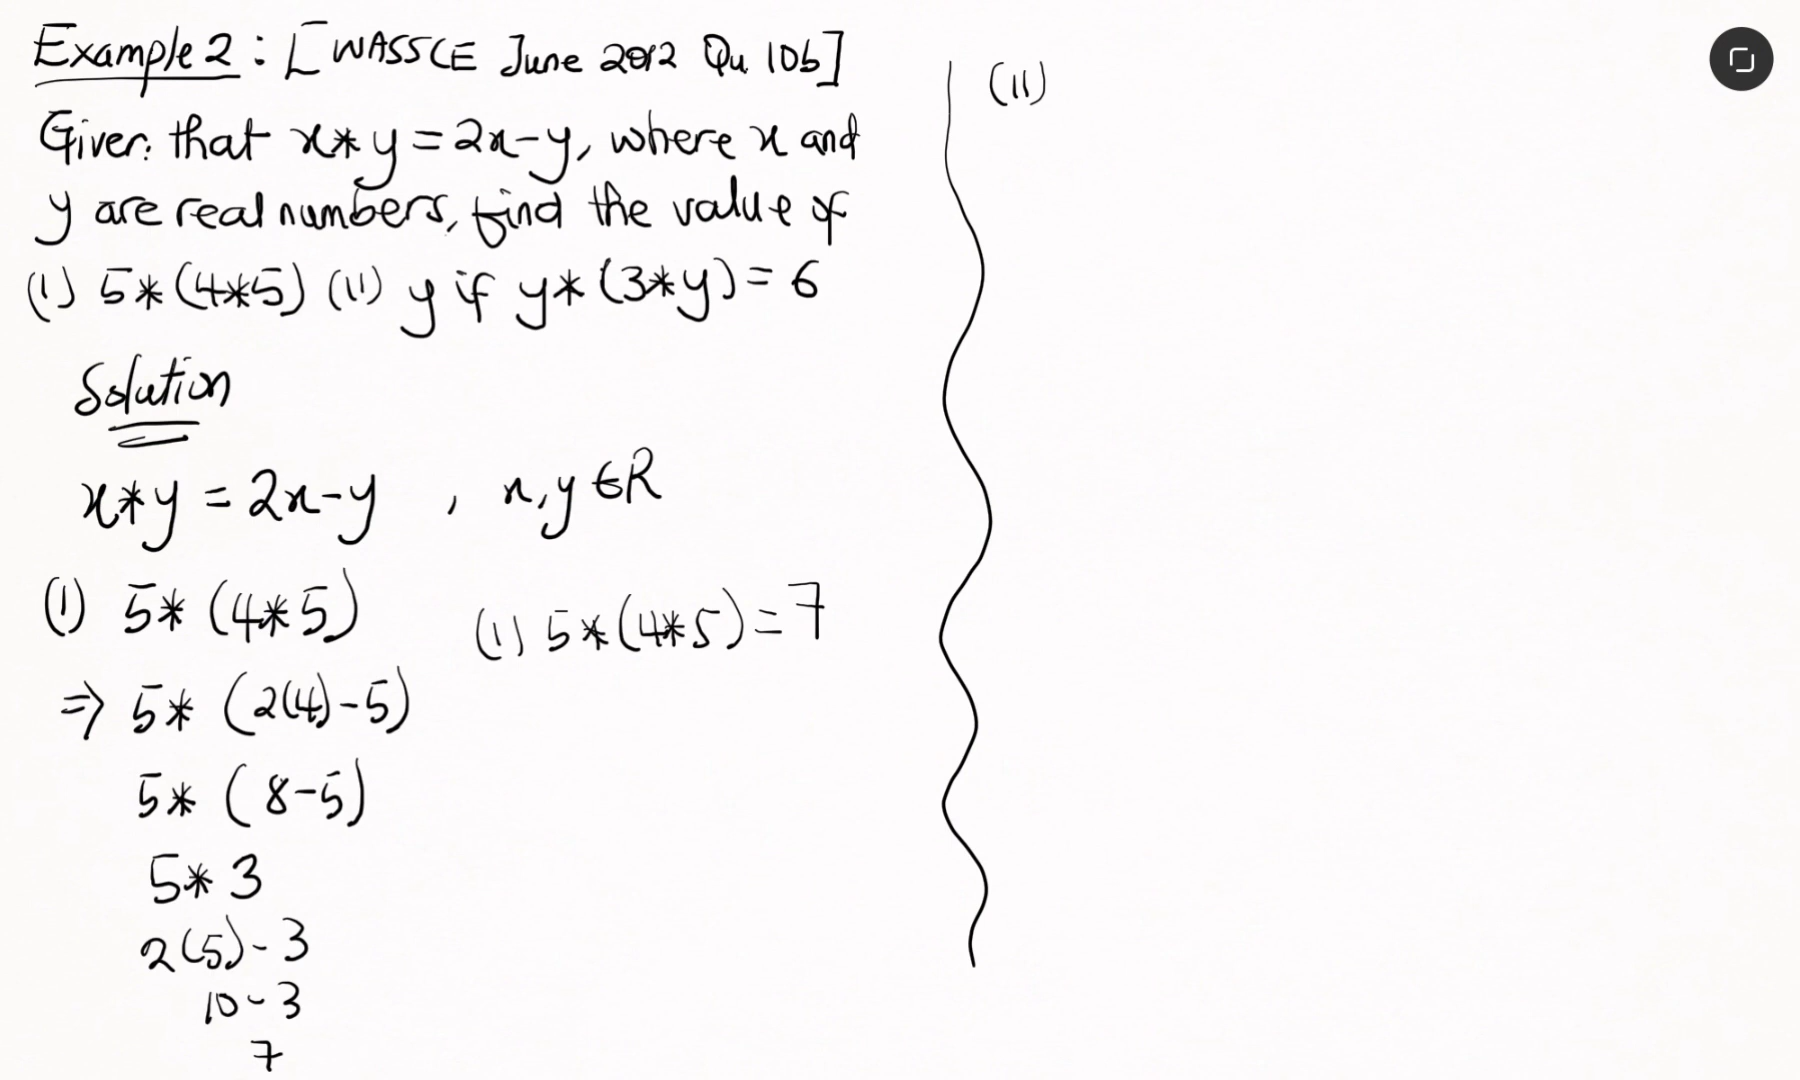 Example 2 : [WASSCE June 2012 Qu 10b]
Given that x*y = 2x-y, where x and
y are real numbers, find the value of
(i) 5*(4*5) (ii) y if y*(3*y) = 6
Solution
x*y = 2x-y , x,y ∈ R
(i) 5*(4*5)
(i) 5*(4*5) = 7
⇒ 5*(2(4)-5)
5*(8-5)
5*3
2(5)-3
10-3
7
(ii)